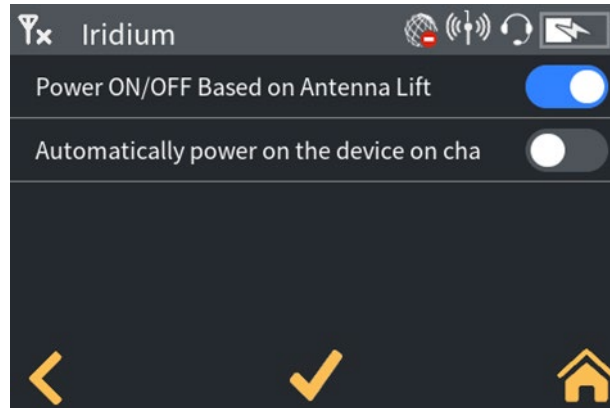 Iridium
Power ON/OFF Based on Antenna Lift
Automatically power on the device on cha